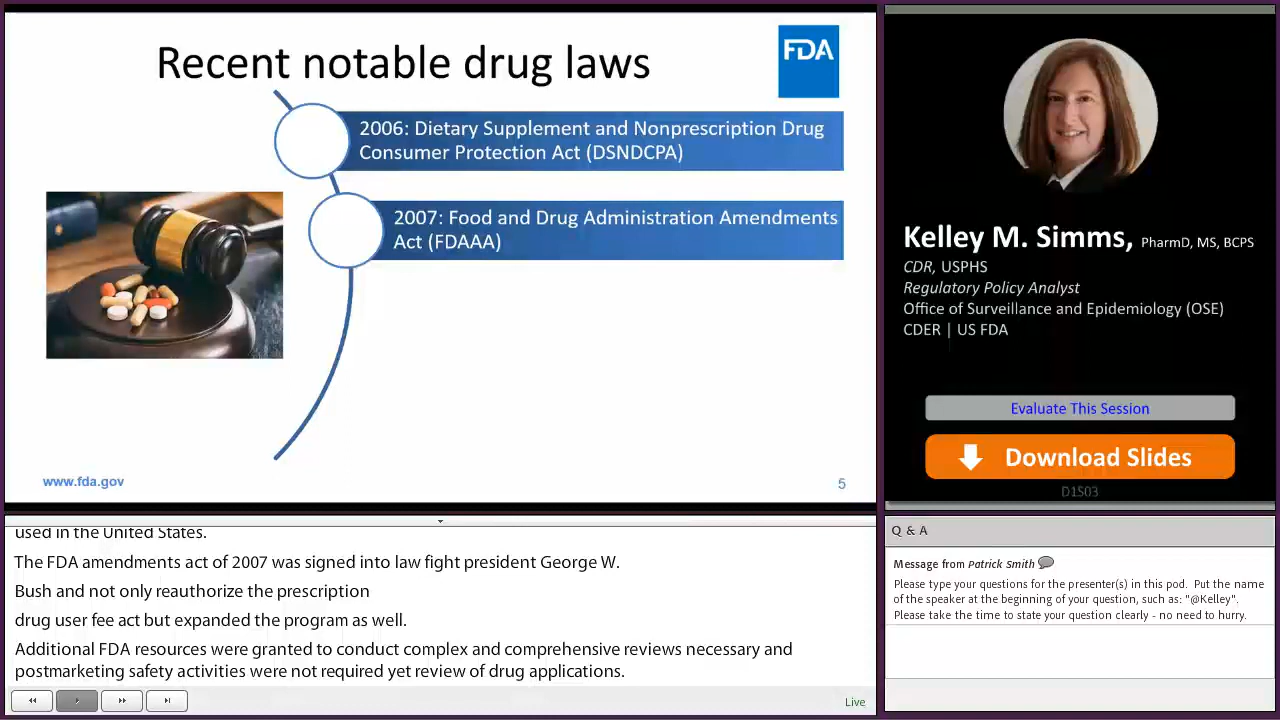 Recent notable drug laws
FDA
2006: Dietary Supplement and Nonprescription Drug
Consumer Protection Act (DSNDCPA)
2007: Food and Drug Administration Amendments
Act (FDAAA)
www.fda.gov
5
Kelley M. Simms, PharmD, MS, BCPS
CDR, USPHS
Regulatory Policy Analyst
Office of Surveillance and Epidemiology (OSE)
CDER | US FDA
Evaluate This Session
Download Slides
D1S03
used in the United States.
The FDA amendments act of 2007 was signed into law fight president George W.
Bush and not only reauthorize the prescription
drug user fee act but expanded the program as well.
Additional FDA resources were granted to conduct complex and comprehensive reviews necessary and
postmarketing safety activities were not required yet review of drug applications.
Live
Q & A
Message from Patrick Smith
Please type your questions for the presenter(s) in this pod. Put the name
of the speaker at the beginning of your question, such as: "@Kelley".
Please take the time to state your question clearly - no need to hurry.